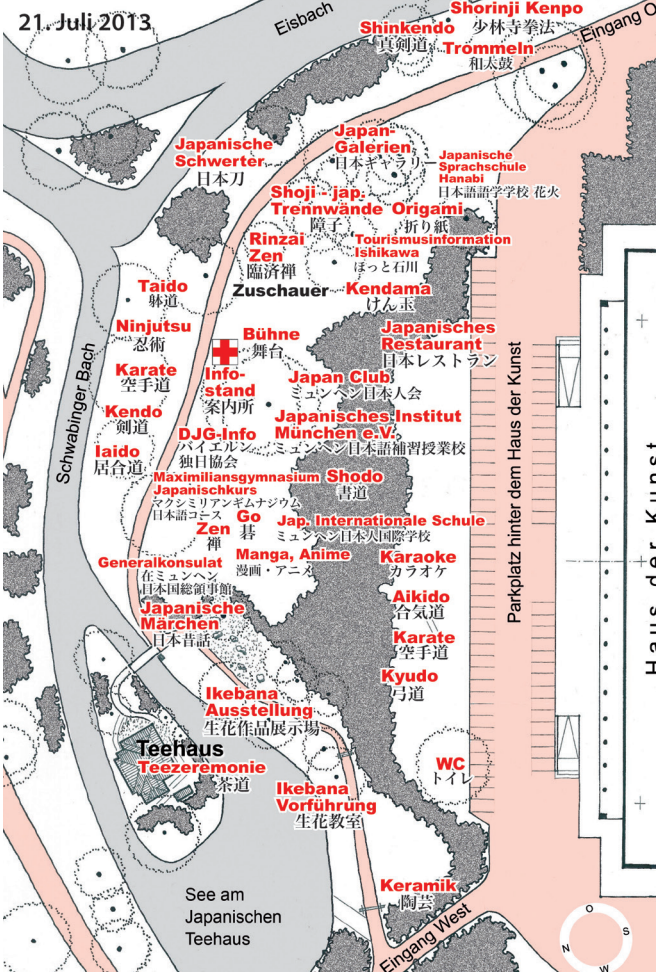 21. Juli 2013
Eisbach
Shorinji Kenpo
少林寺拳法
Shinkendo
真剣道
Trommeln
和太鼓
Eingang O
Japanische
Schwerter
日本刀
Japan-
Galerien
日本ギャラリー
Japanische
Sprachschule
Hanabi
日本語語学学校 花火
Shoji - jap.
Trennwände
障子
Origami
折り紙
Rinzai
Zen
臨済禅
Tourismusinformation
Ishikawa
ほっと石川
Zuschauer
Kendama
けん玉
Taido
躰道
Ninjutsu
忍術
Bühne
舞台
Japanisches
Restaurant
日本レストラン
Karate
空手道
Info-
stand
案内所
Japan Club
ミュンヘン日本人会
Kendo
剣道
Japanisches Institut
München e.V.
ミュンヘン日本語補習授業校
DJG-Info
バイエルン
独日協会
Iaido
居合道
Schwabinger Bach
Maximiliansgymnasium
Japanischkurs
マクシミリアンギムナジウム
日本語コース
Shodo
書道
Go
碁
Zen
禅
Jap. Internationale Schule
ミュンヘン日本人国際学校
Manga, Anime
漫画・アニメ
Karaoke
カラオケ
Generalkonsulat
在ミュンヘン
日本国総領事館
Aikido
合気道
Japanische
Märchen
日本昔話
Karate
空手道
Kyudo
弓道
Ikebana
Ausstellung
生花作品展示場
Teehaus
Teezeremonie
茶道
WC
トイレ
Ikebana
Vorführung
生花教室
Keramik
陶芸
See am
Japanischen
Teehaus
Eingang West
Parkplatz hinter dem Haus der Kunst
Haus der Kunst
O
S
N
W